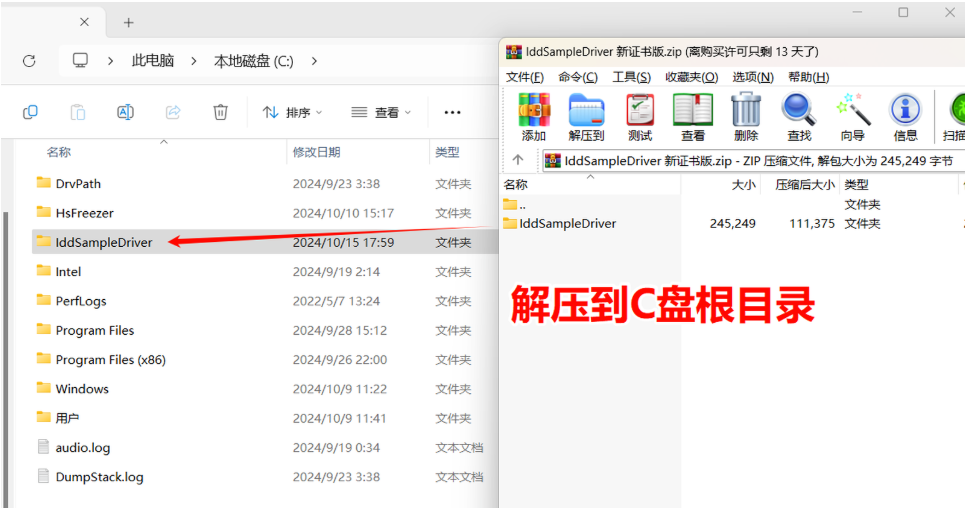 此电脑 本地磁盘 (C:)
排序 查看
名称 修改日期 类型
DrvPath 2024/9/23 3:38 文件夹
HsFreezer 2024/10/10 15:17 文件夹
IddSampleDriver 2024/10/15 17:59 文件夹
Intel 2024/9/19 2:14 文件夹
PerfLogs 2022/5/7 13:24 文件夹
Program Files 2024/9/28 15:12 文件夹
Program Files (x86) 2024/9/26 22:00 文件夹
Windows 2024/10/9 11:22 文件夹
用户 2024/10/9 11:41 文件夹
audio.log 2024/9/19 0:34 文本文档
DumpStack.log 2024/9/23 3:38 文本文档
IddSampleDriver 新证书版.zip (离购买许可只剩 13 天了)
文件(F) 命令(C) 工具(S) 收藏夹(O) 选项(N) 帮助(H)
添加 解压到 测试 查看 删除 查找 向导 信息 扫描
IddSampleDriver 新证书版.zip - ZIP 压缩文件, 解包大小为 245,249 字节
名称 大小 压缩后大小 类型
.. 文件夹
IddSampleDriver 245,249 111,375 文件夹
解压到C盘根目录